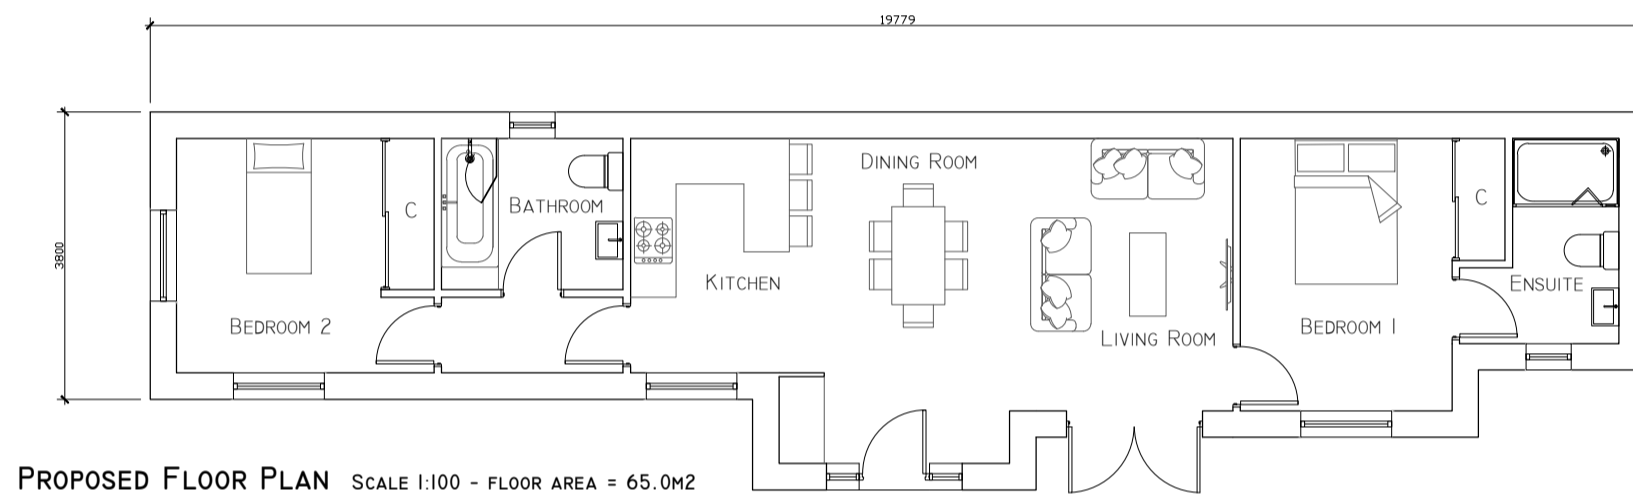 19779
3800
DINING ROOM
C
BATHROOM
C
KITCHEN
ENSUITE
BEDROOM 2
LIVING ROOM
BEDROOM 1
PROPOSED FLOOR PLAN SCALE 1:100 - FLOOR AREA = 65.0M2